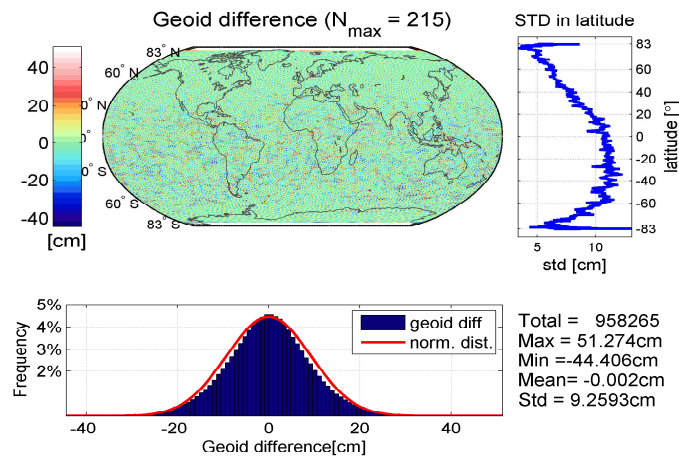 Geoid difference (N_max = 215)
STD in latitude
83° N
60° N
0° N
0°
0° S
60° S
83° S
40
20
0
-20
-40
[cm]
83
60
40
20
0
-20
-40
-60
-83
latitude [°]
5 10
std [cm]
5%
4%
3%
2%
Frequency
geoid diff
norm. dist.
-40 -20 0 20 40
Geoid difference[cm]
Total = 958265
Max = 51.274cm
Min =-44.406cm
Mean= -0.002cm
Std = 9.2593cm